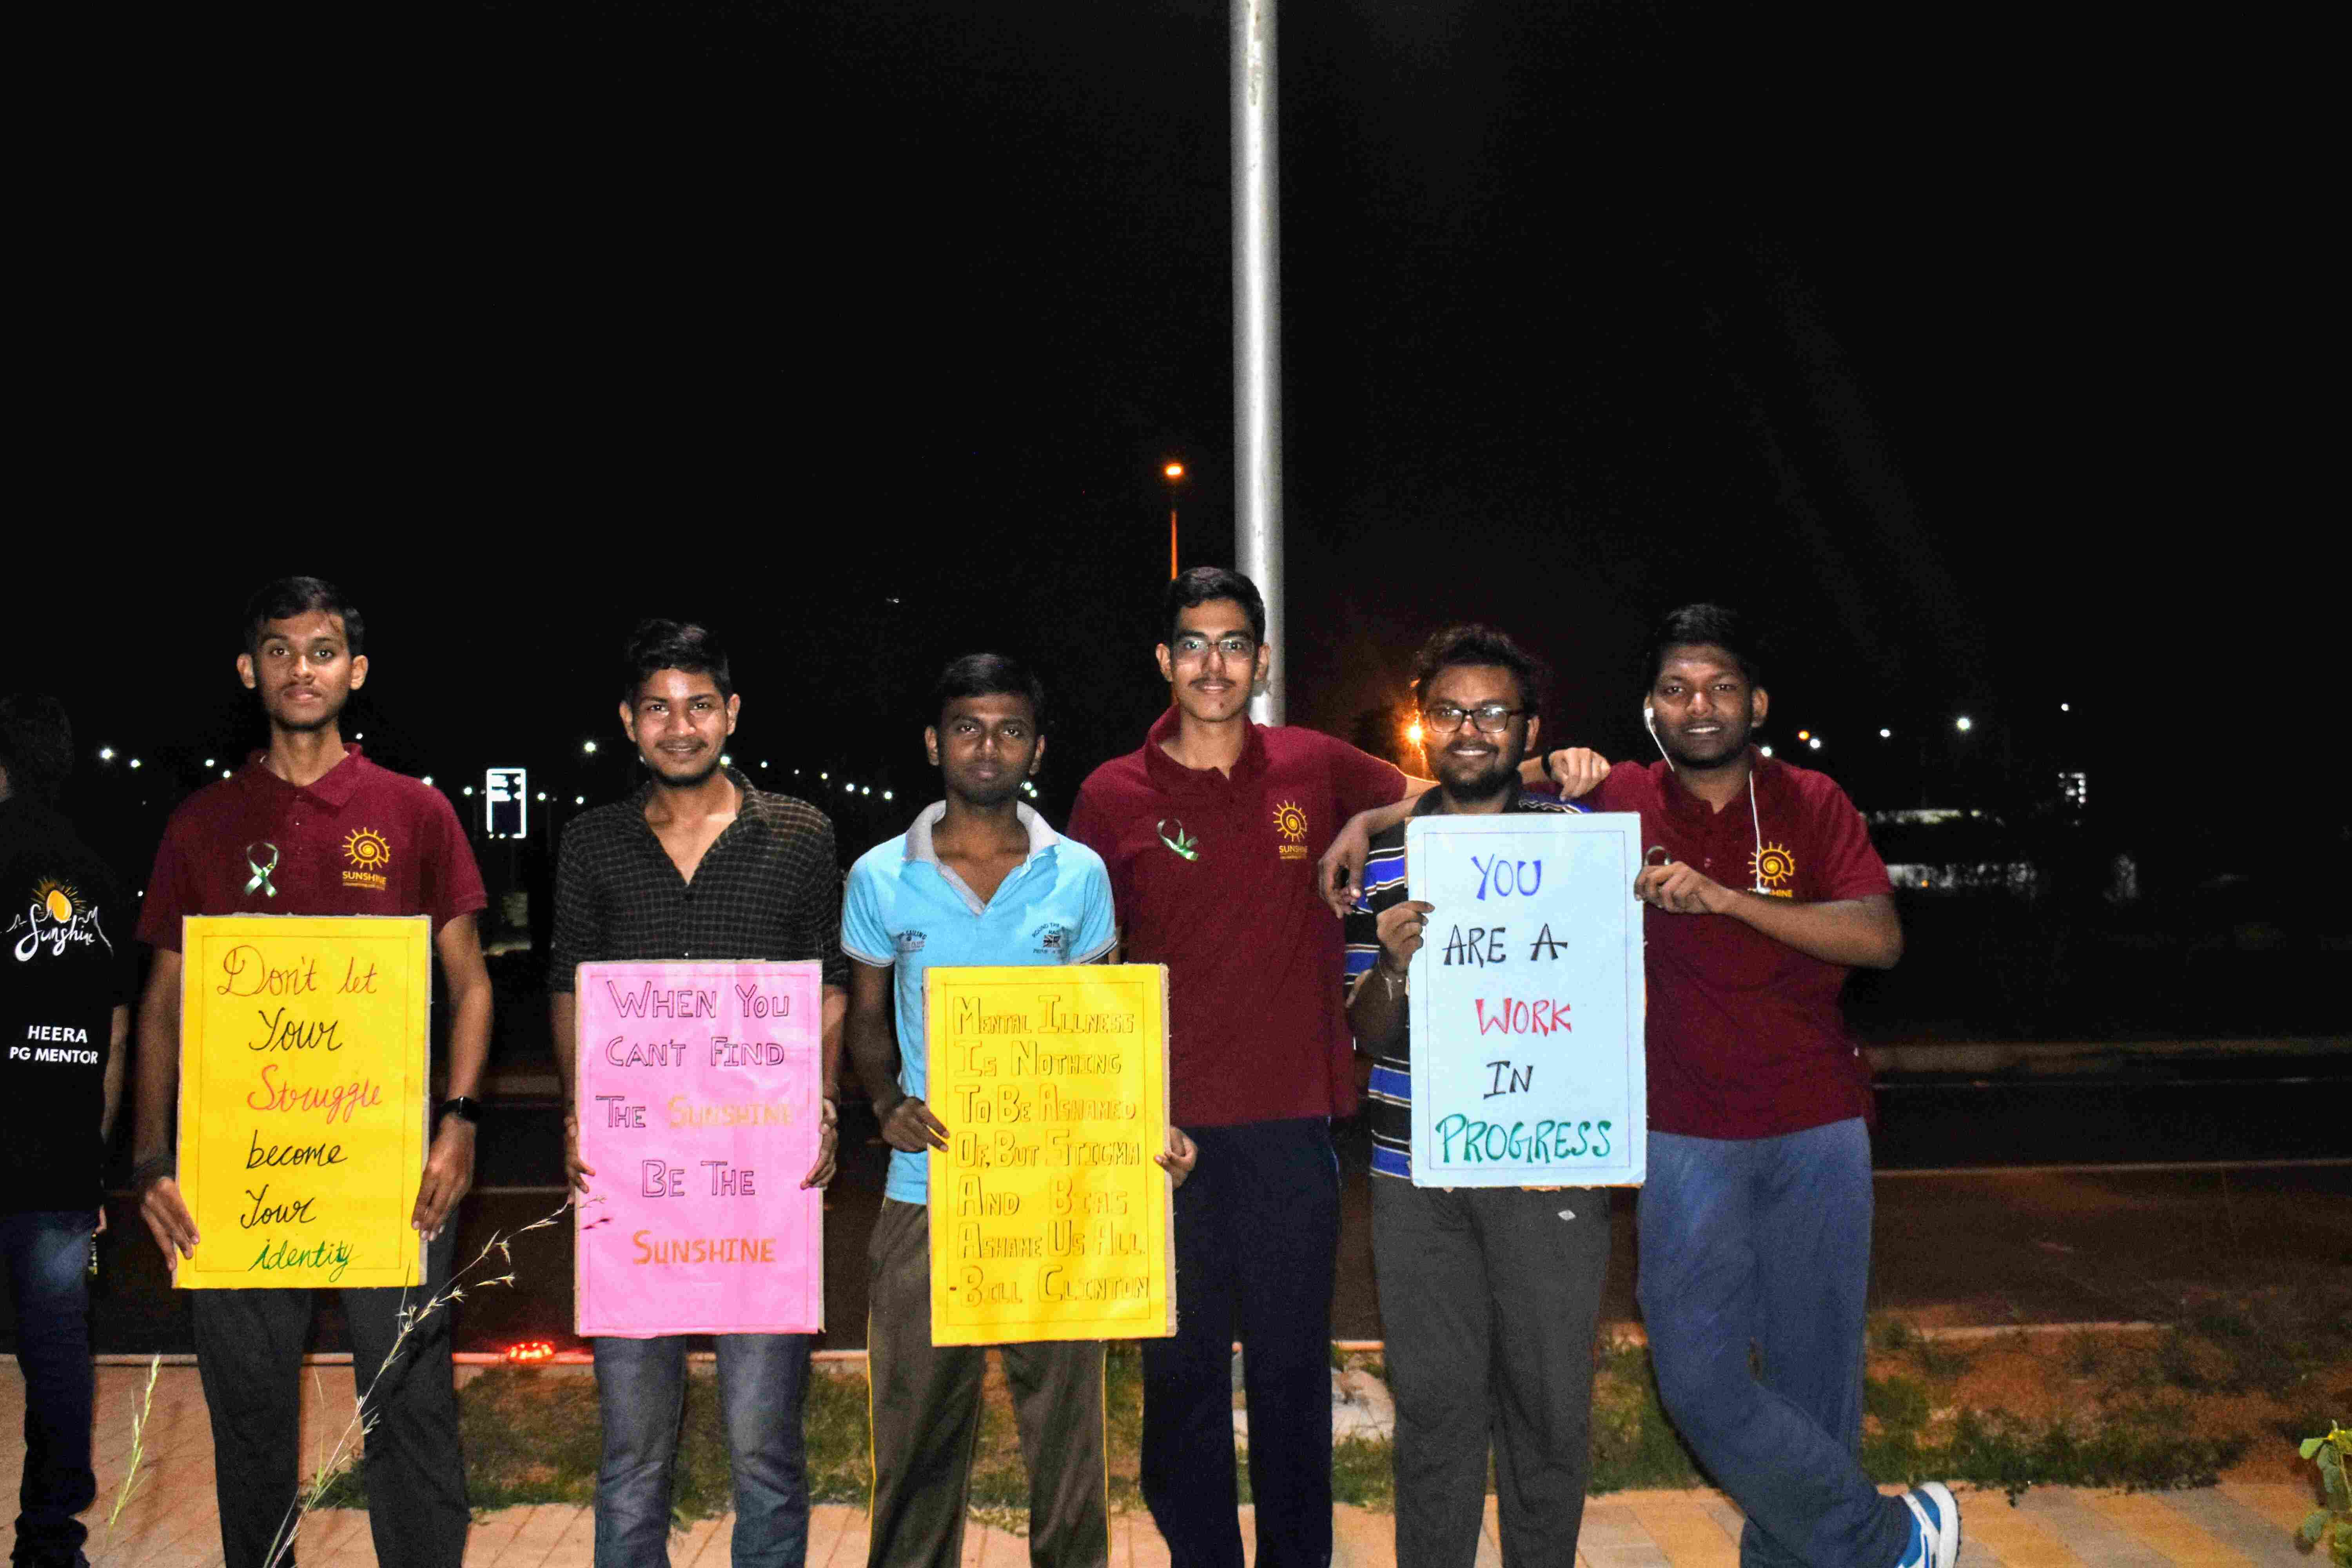 Sunshine
HEERA
PG MENTOR
SUNSHINE
Don't let
Your
Struggle
become
Your
identity
WHEN YOU
CAN'T FIND
THE SUNSHINE
BE THE
SUNSHINE
MENTAL ILLNESS
IS NOTHING
TO BE ASHAMED
OF, BUT STIGMA
AND BIAS
ASHAME US ALL
-BILL CLINTON
SUNSHINE
YOU
ARE A
WORK
IN
PROGRESS